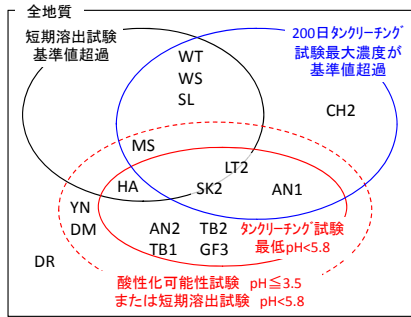 全地質
短期溶出試験
基準値超過
200日タンクリーチング
試験最大濃度が
基準値超過
WT
WS
SL
CH2
MS
LT2
HA
SK2
AN1
YN
DM
AN2
TB2
TB1
GF3
タンクリーチング試験
最低pH<5.8
DR
酸性化可能性試験 pH≦3.5
または短期溶出試験 pH<5.8